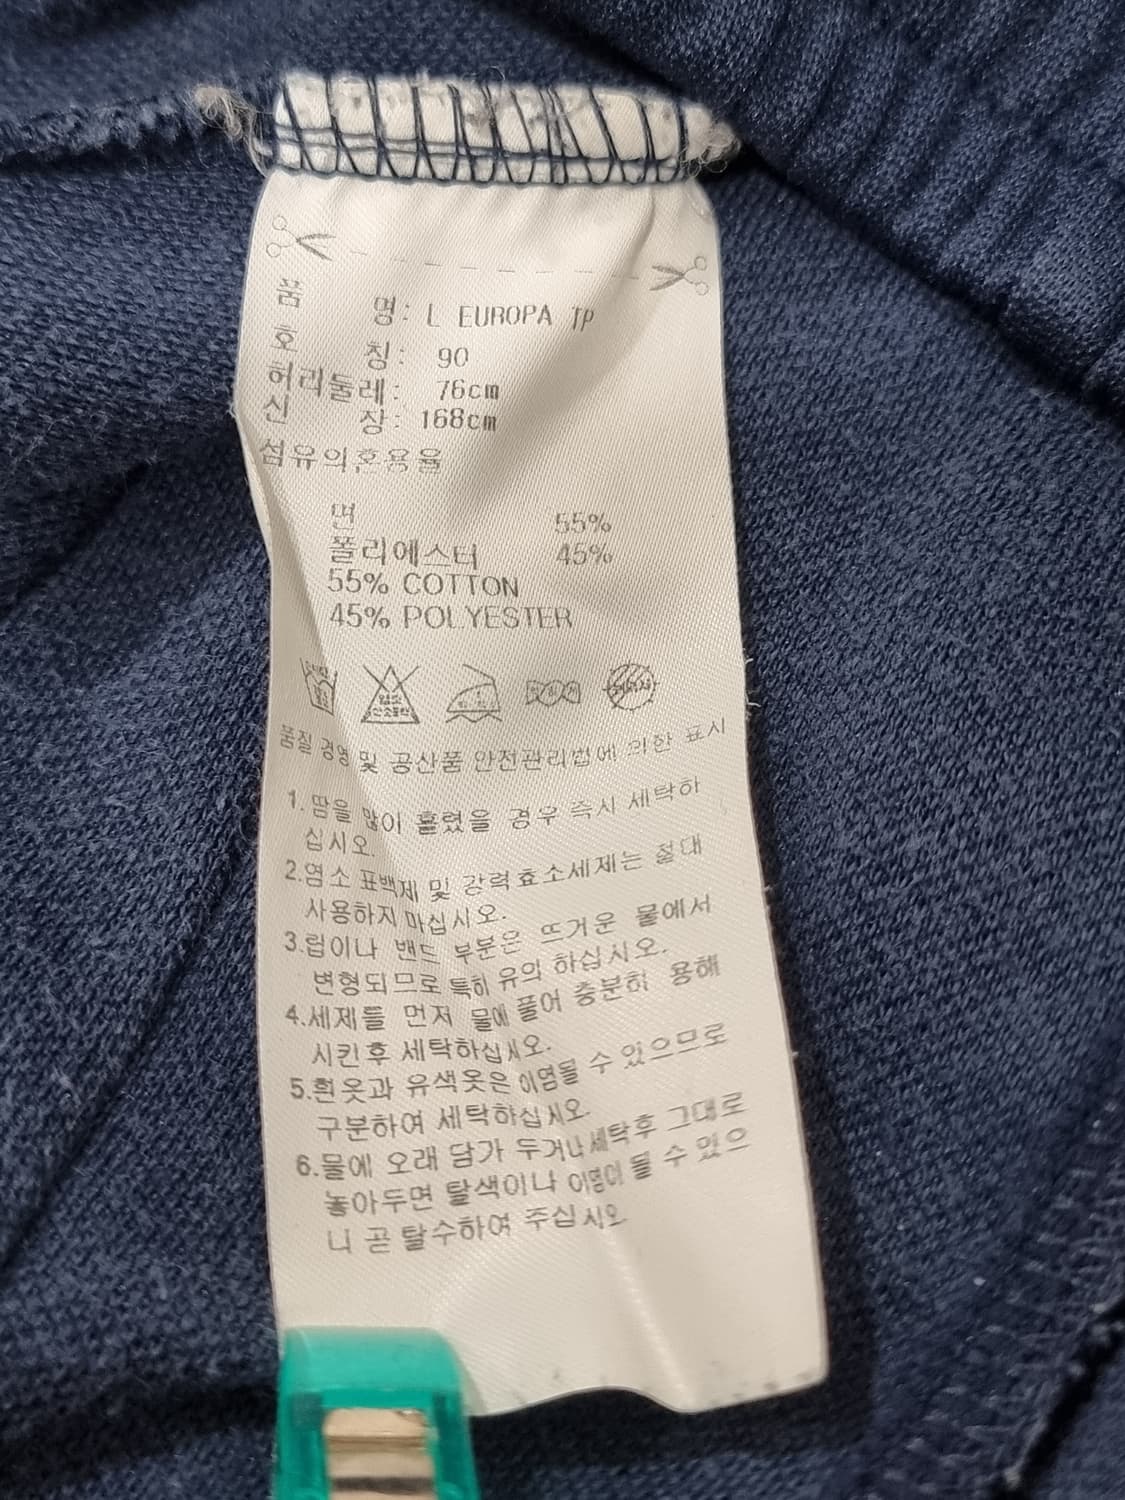 품 명: L EUROPA TP
호 칭: 90
허리둘레: 76cm
신 장: 168cm
섬유의혼용율
면 55%
폴리에스터 45%
55% COTTON
45% POLYESTER
염소
산소표백
품질 경영 및 공산품 안전관리법에 의한 표시
1. 땀을 많이 흘렸을 경우 즉시 세탁하
십시오.
2.염소 표백제 및 강력효소세제는 절대
사용하지 마십시오.
3.립이나 밴드 부분은 뜨거운 물에서
변형되므로 특히 유의 하십시오.
4.세제를 먼저 물에 풀어 충분히 용해
시킨후 세탁하십시오.
5.흰옷과 유색옷은 이염될 수 있으므로
구분하여 세탁하십시오.
6.물에 오래 담가 두거나 세탁후 그대로
놓아두면 탈색이나 이염이 될 수 있으
니 곧 탈수하여 주십시오